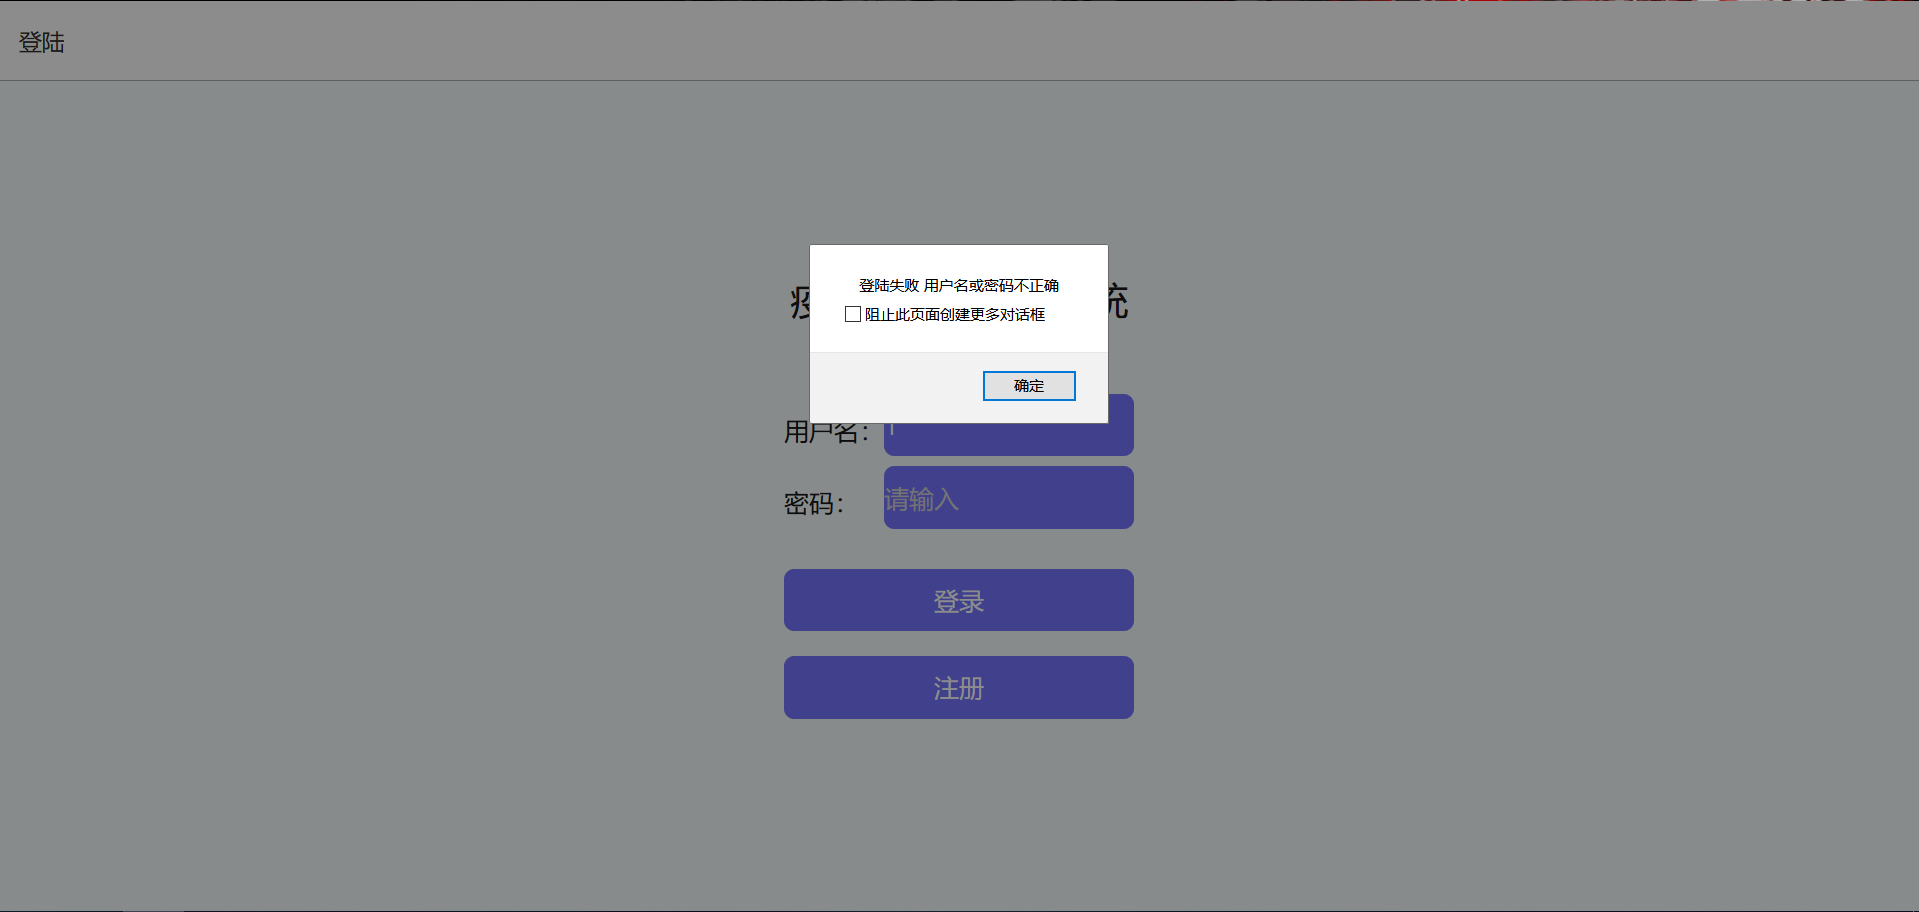 登陆
登陆失败 用户名或密码不正确
阻止此页面创建更多对话框
确定
用户名：
密码：
请输入
登录
注册